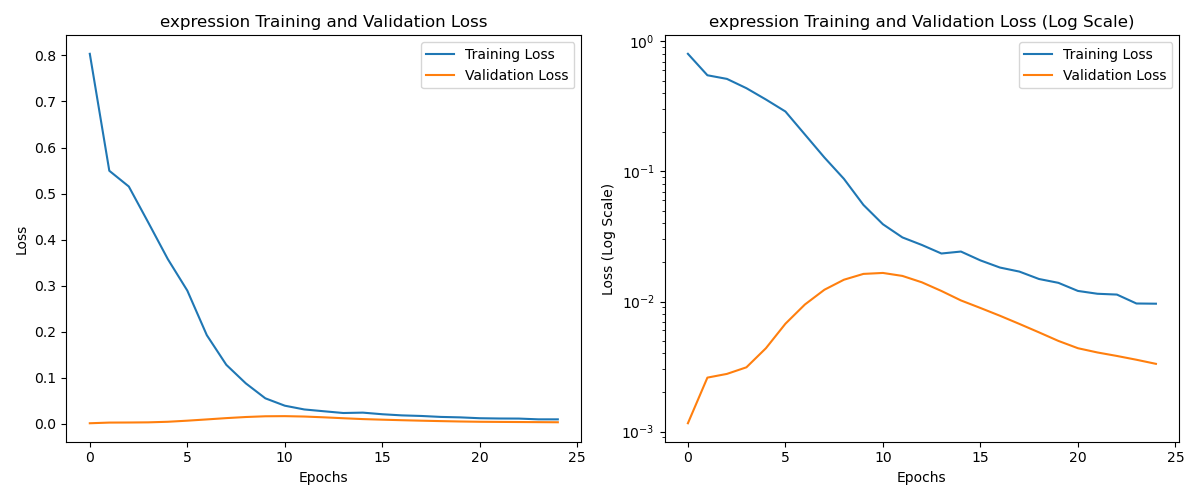 expression Training and Validation Loss
Training Loss
Validation Loss
Loss
0.8
0.7
0.6
0.5
0.4
0.3
0.2
0.1
0.0
0 5 10 15 20 25
Epochs
expression Training and Validation Loss (Log Scale)
Training Loss
Validation Loss
Loss (Log Scale)
10⁰
10⁻¹
10⁻²
10⁻³
0 5 10 15 20 25
Epochs